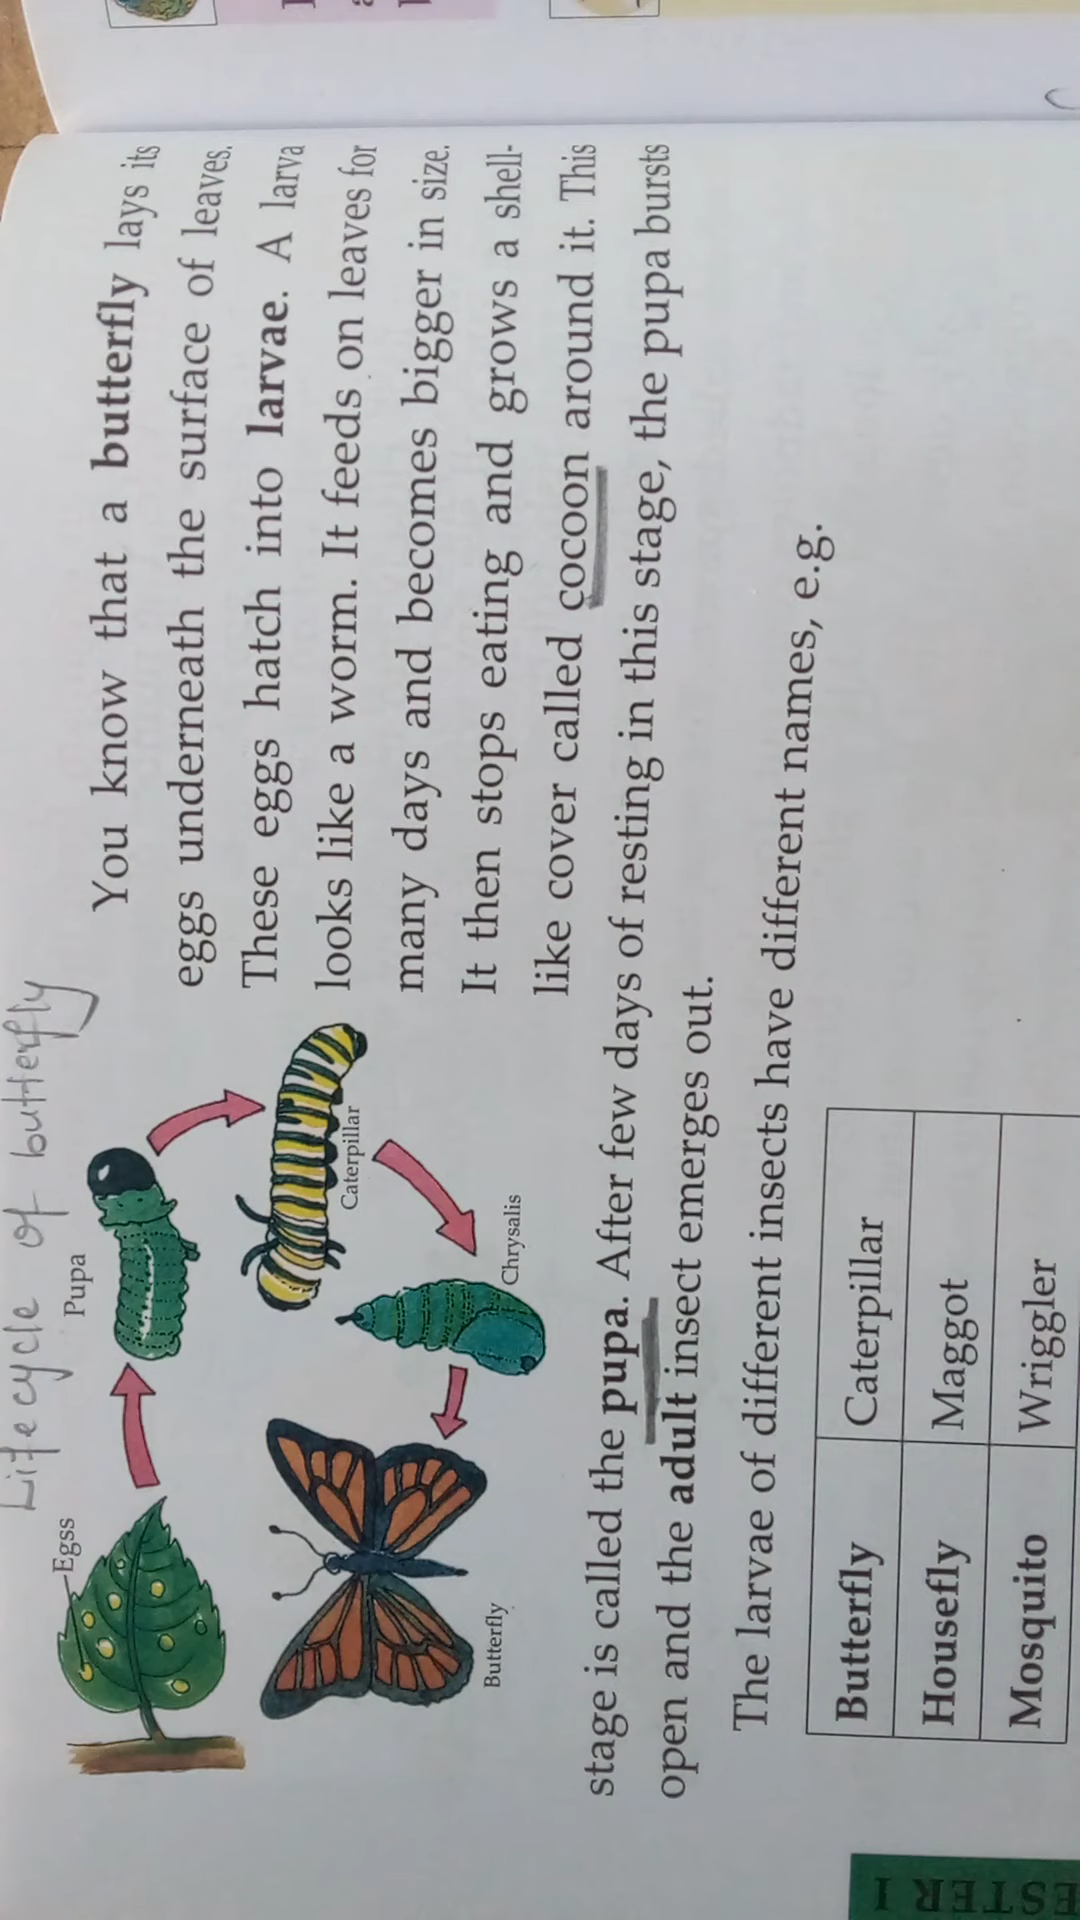 Life cycle of butterfly
Egss
Pupa
Caterpillar
Chrysalis
Butterfly
You know that a butterfly lays its
eggs underneath the surface of leaves.
These eggs hatch into larvae. A larva
looks like a worm. It feeds on leaves for
many days and becomes bigger in size.
It then stops eating and grows a shell-
like cover called cocoon around it. This
stage is called the pupa. After few days of resting in this stage, the pupa bursts
open and the adult insect emerges out.
The larvae of different insects have different names, e.g.
Butterfly Caterpillar
Housefly Maggot
Mosquito Wriggler
ESTER I